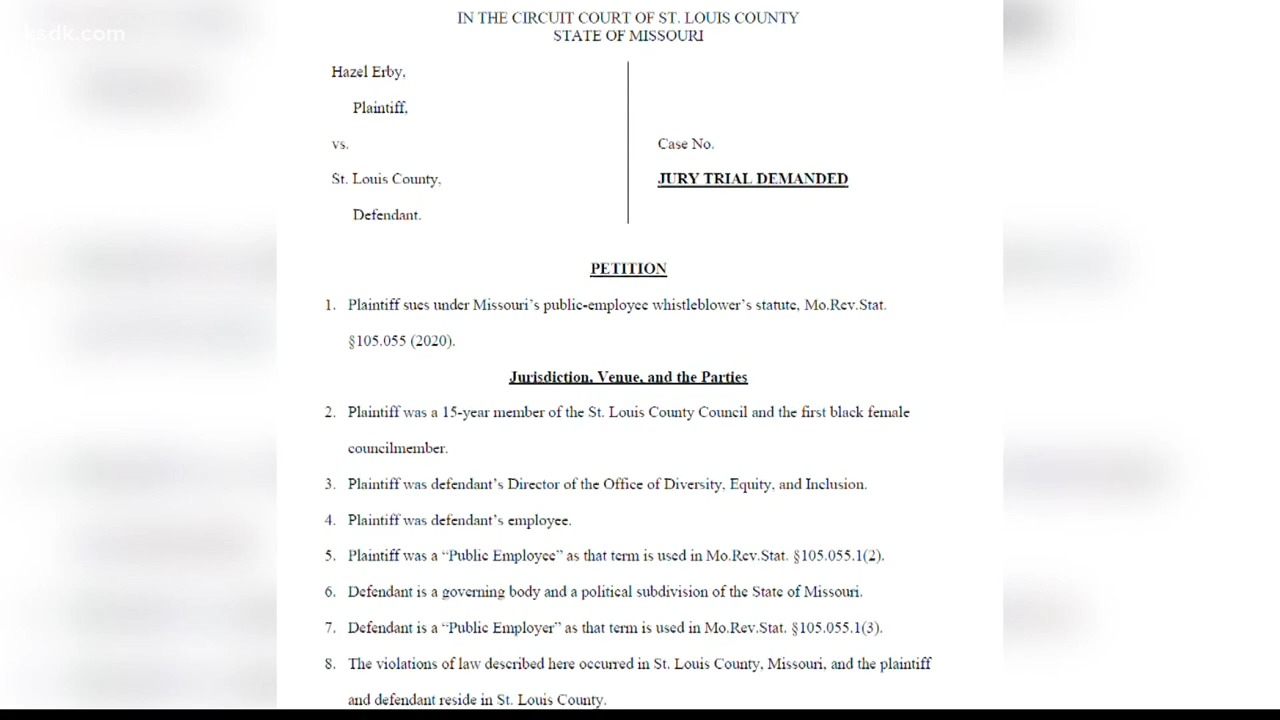 ksdk.com
IN THE CIRCUIT COURT OF ST. LOUIS COUNTY
STATE OF MISSOURI
Hazel Erby,
Plaintiff,
vs.
Case No.
St. Louis County,
JURY TRIAL DEMANDED
Defendant.
PETITION
1. Plaintiff sues under Missouri's public-employee whistleblower's statute, Mo.Rev.Stat.
§105.055 (2020).
Jurisdiction, Venue, and the Parties
2. Plaintiff was a 15-year member of the St. Louis County Council and the first black female
councilmember.
3. Plaintiff was defendant's Director of the Office of Diversity, Equity, and Inclusion.
4. Plaintiff was defendant's employee.
5. Plaintiff was a “Public Employee” as that term is used in Mo.Rev.Stat. §105.055.1(2).
6. Defendant is a governing body and a political subdivision of the State of Missouri.
7. Defendant is a “Public Employer” as that term is used in Mo.Rev.Stat. §105.055.1(3).
8. The violations of law described here occurred in St. Louis County, Missouri, and the plaintiff
and defendant reside in St. Louis County.